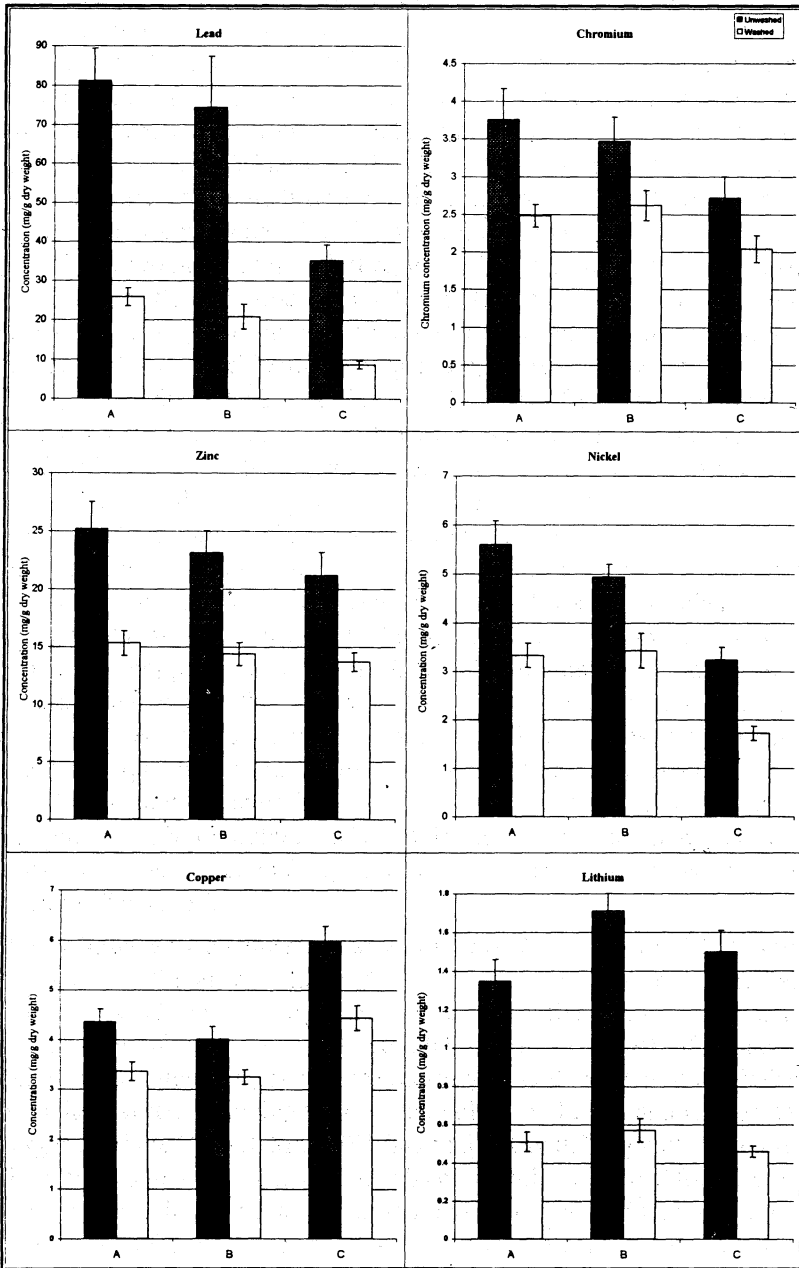 Unwashed
Washed
Lead
Concentration (mg/g dry weight)
90
80
70
60
50
40
30
20
10
0
A B C
Chromium
Chromium concentration (mg/g dry weight)
4.5
4
3.5
3
2.5
2
1.5
1
0.5
0
A B C
Zinc
Concentration (mg/g dry weight)
30
25
20
15
10
5
0
A B C
Nickel
Concentration (mg/g dry weight)
7
6
5
4
3
2
1
0
A B C
Copper
Concentration (mg/g dry weight)
7
6
5
4
3
2
1
0
A B C
Lithium
Concentration (mg/g dry weight)
1.8
1.6
1.4
1.2
1
0.8
0.6
0.4
0.2
0
A B C